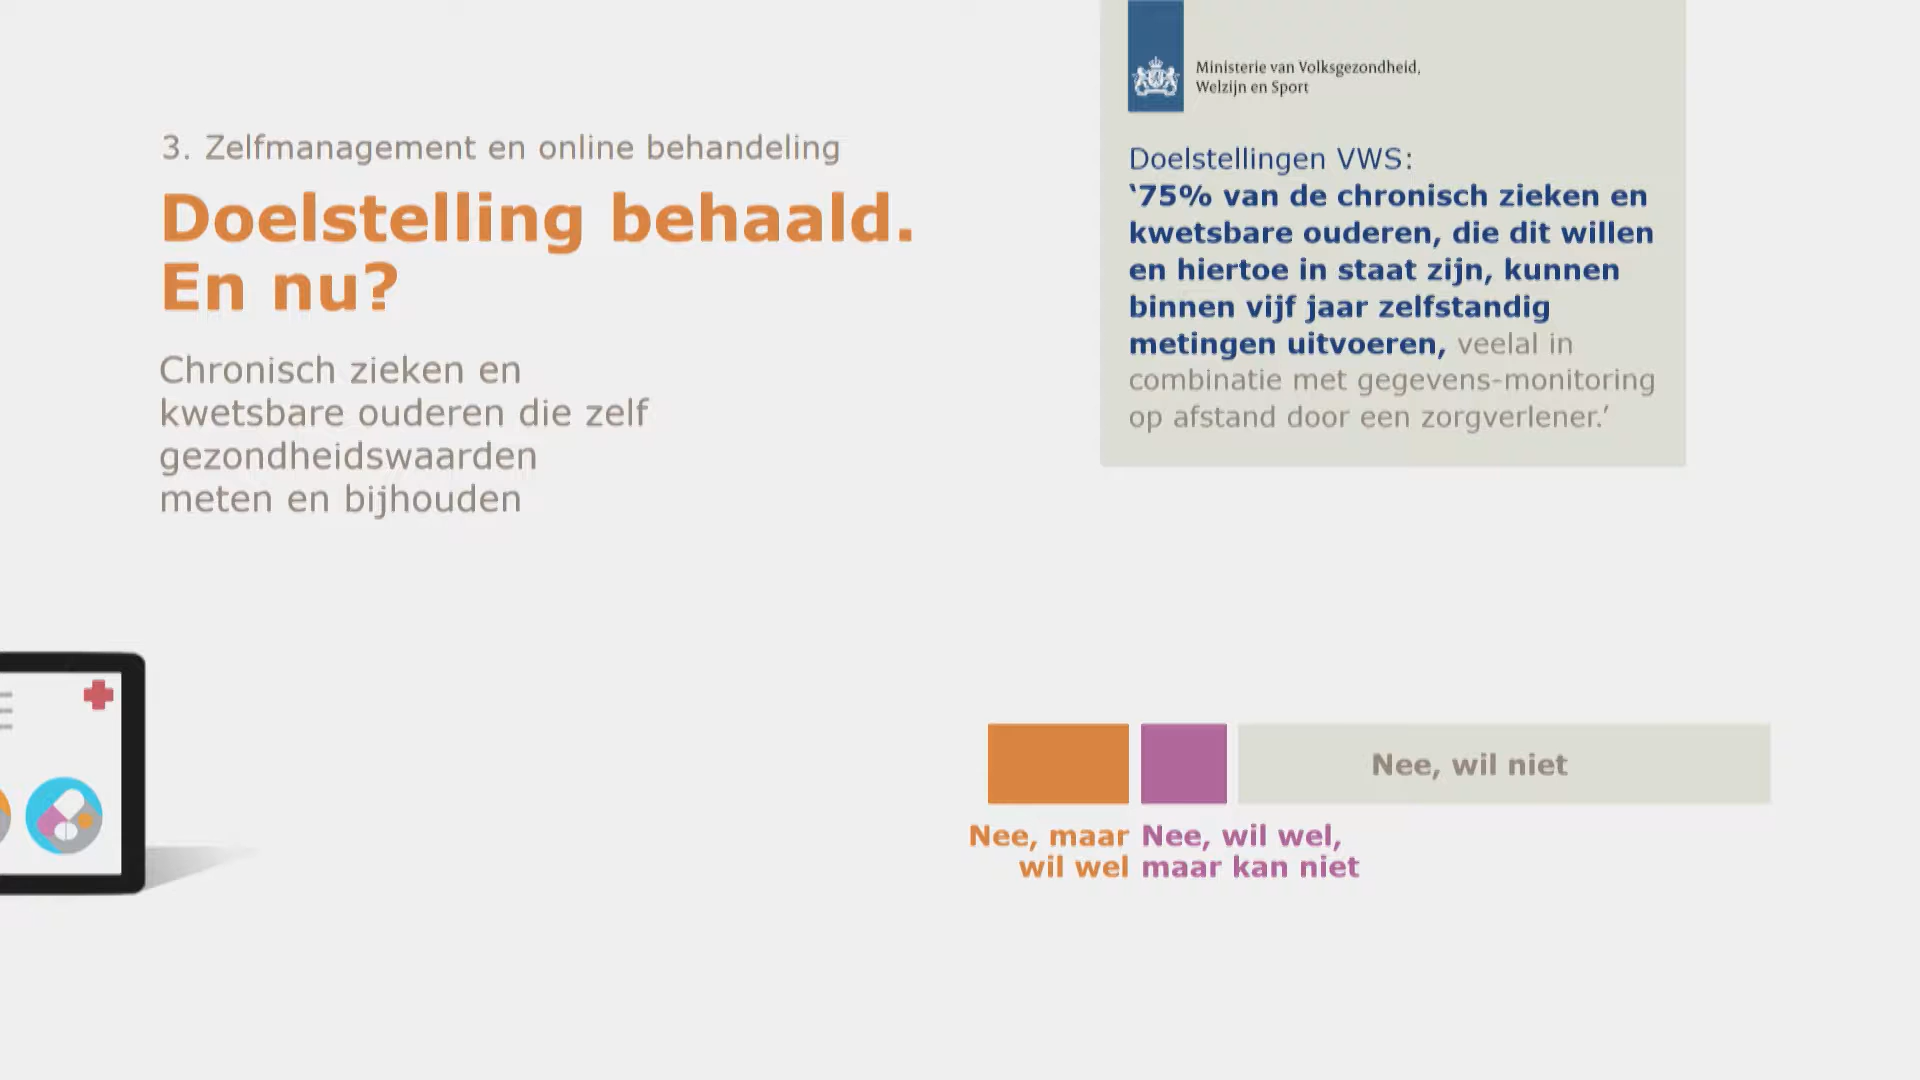 3. Zelfmanagement en online behandeling
Doelstelling behaald.
En nu?
Chronisch zieken en
kwetsbare ouderen die zelf
gezondheidswaarden
meten en bijhouden
Ministerie van Volksgezondheid,
Welzijn en Sport
Doelstellingen VWS:
‘75% van de chronisch zieken en
kwetsbare ouderen, die dit willen
en hiertoe in staat zijn, kunnen
binnen vijf jaar zelfstandig
metingen uitvoeren, veelal in
combinatie met gegevens-monitoring
op afstand door een zorgverlener.’
Nee, wil niet
Nee, maar
wil wel
Nee, wil wel,
maar kan niet